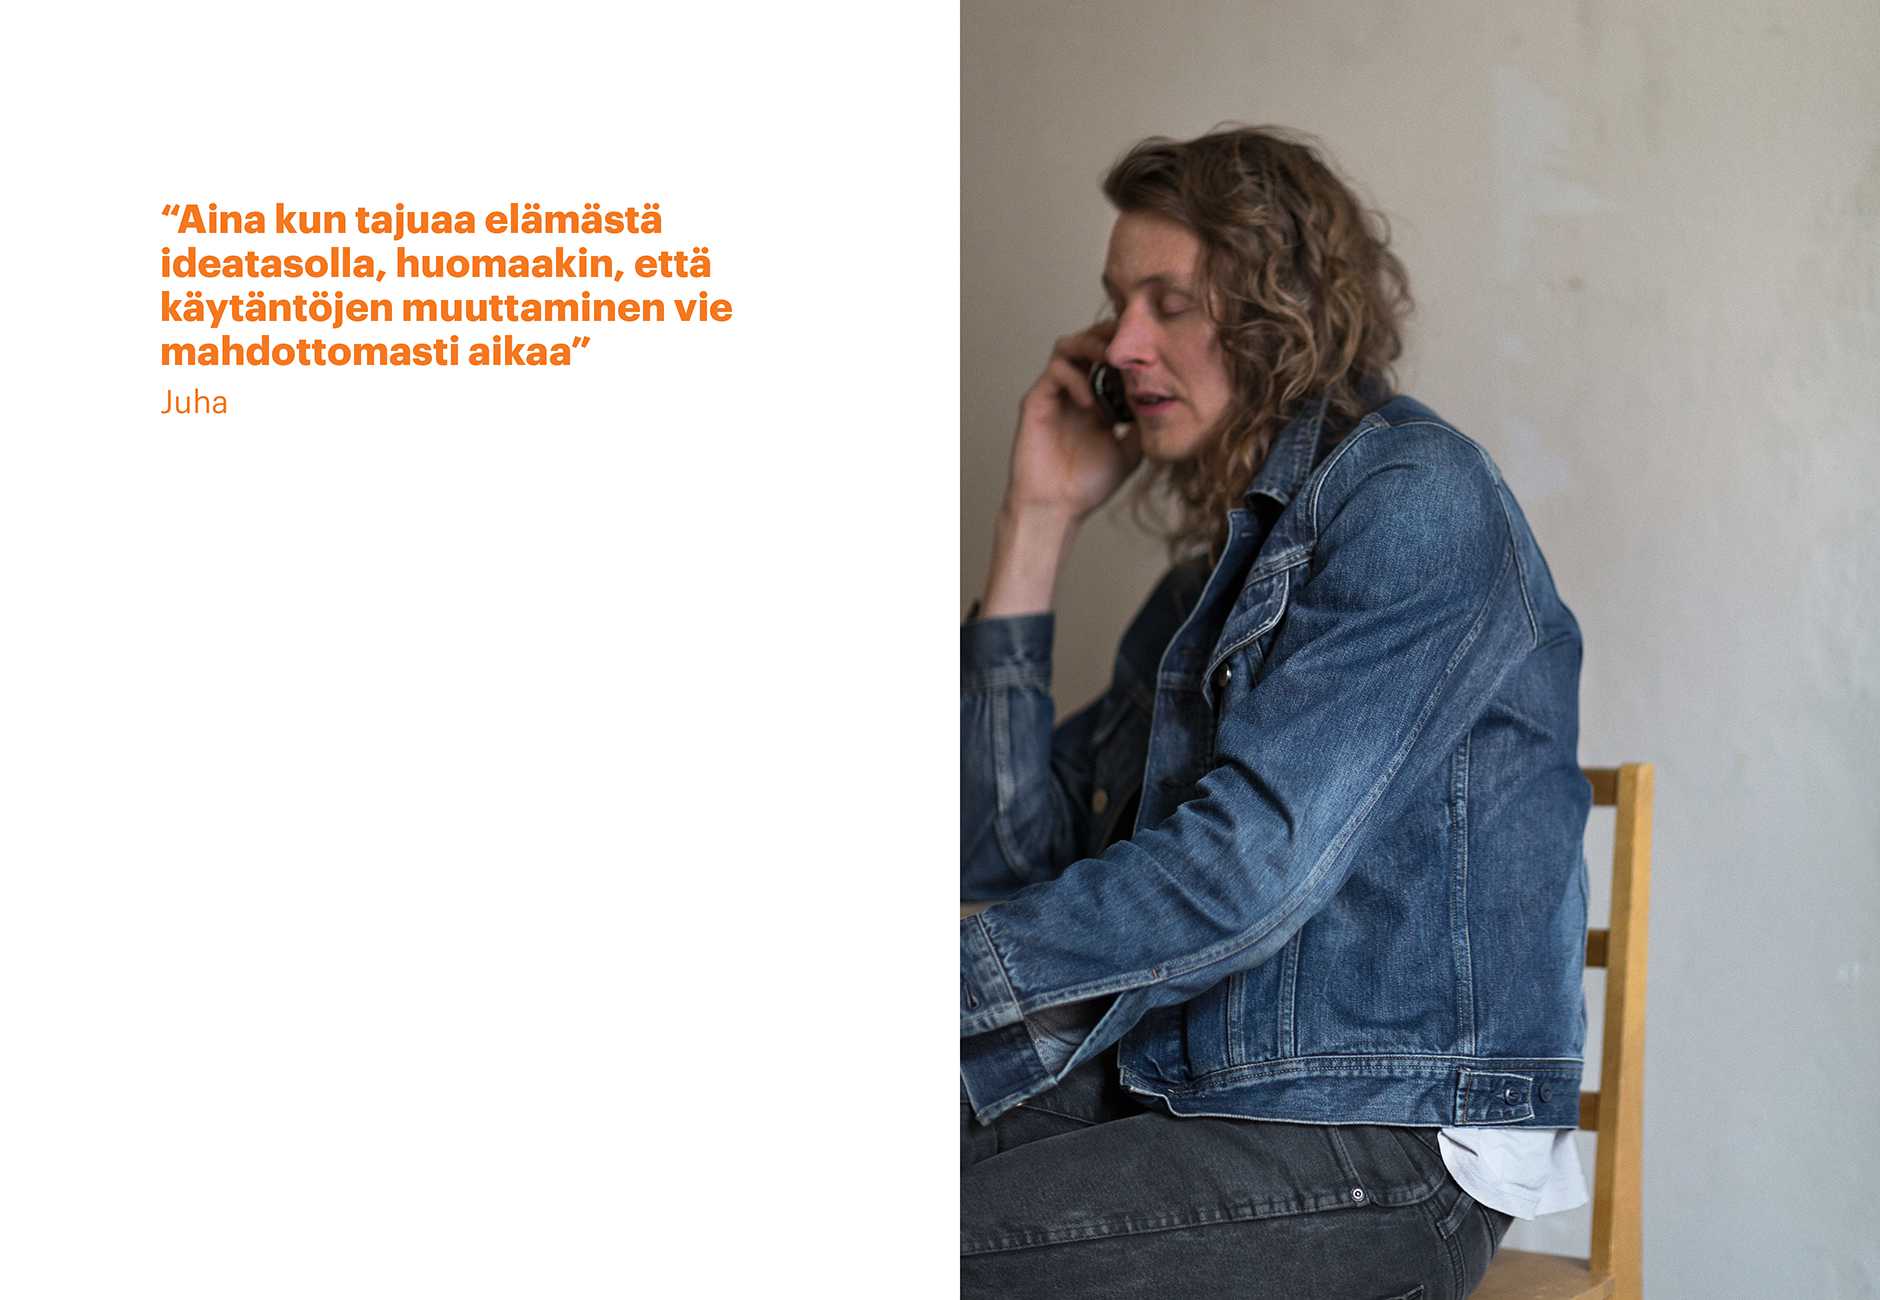 “Aina kun tajuaa elämästä
ideatasolla, huomaakin, että
käytäntöjen muuttaminen vie
mahdottomasti aikaa”
Juha